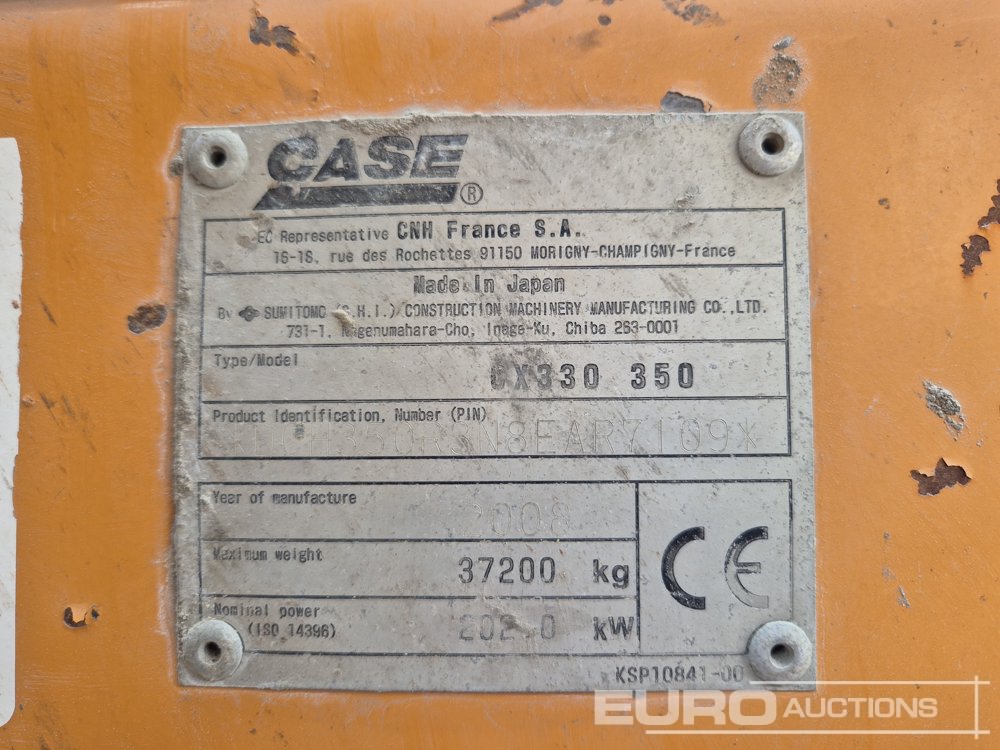 CASE ®
EC Representative CNH France S.A.
16-18, rue des Rochettes 91150 MORIGNY-CHAMPIGNY-France
Made In Japan
By SUMITOMO (S.H.I.) CONSTRUCTION MACHINERY MANUFACTURING CO.,LTD.
731-1, Naganumahara-Cho, Inage-Ku, Chiba 263-0001
Type/Model CX330 350
Product Identification, Number (PIN)
Year of manufacture 2008
Maximum weight 37200 kg
CE
Nominal power
(ISO 14396) kW
KSP10841-00
EURO AUCTIONS